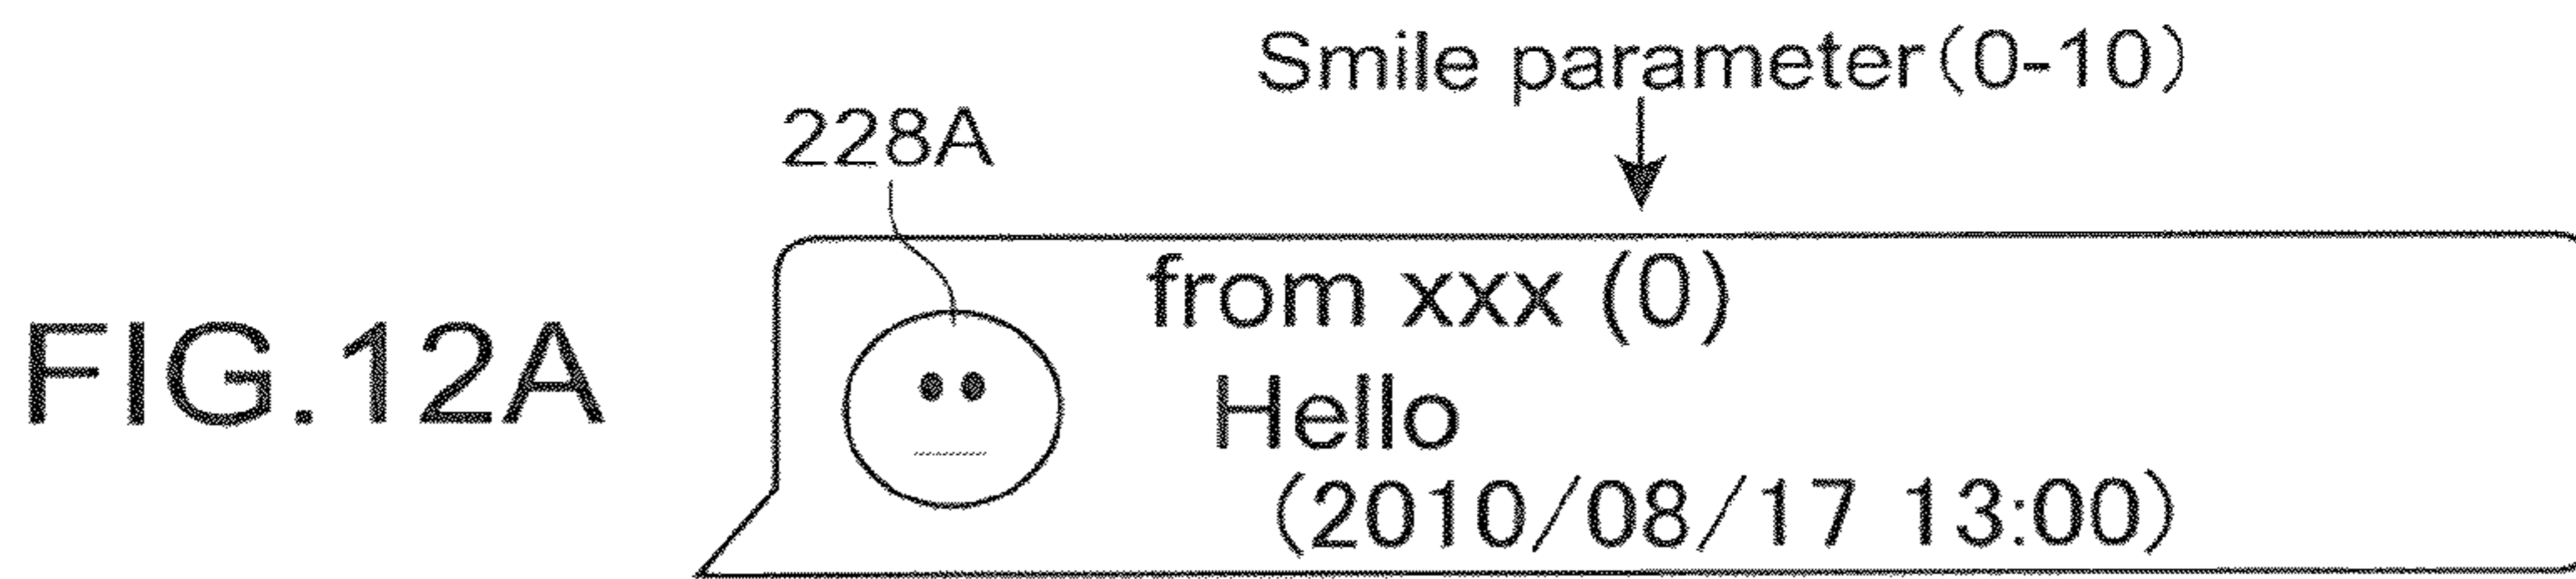 Smile parameter(0-10)
228A
from xxx (0)
FIG.12A
Hello
(2010/08/17 13:00)